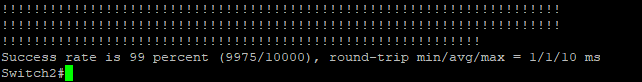 !!!!!!!!!!!!!!!!!!!!!!!!!!!!!!!!!!!!!!!!!!!!!!!!!!!!!!!!!!!!!!!!!!!!!!
!!!!!!!!!!!!!!!!!!!!!!!!!!!!!!!!!!!!!!!!!!!!!!!!!!!!!!!!!!!!!!!!!!!!!!
!!!!!!!!!!!!!!!!!!!!!!!!!!!!!!!!!!!!!!!!!!!!!!!!!!!!!!!!!!!!
Success rate is 99 percent (9975/10000), round-trip min/avg/max = 1/1/10 ms
Switch2#